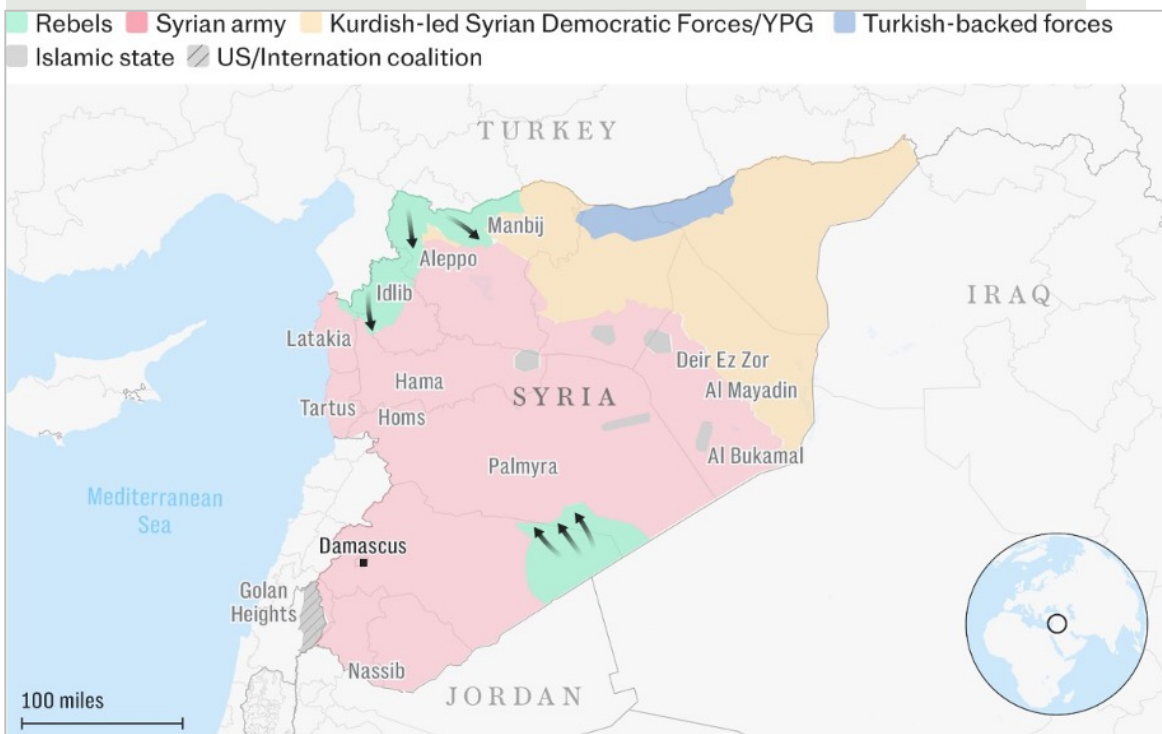 Rebels Syrian army Kurdish-led Syrian Democratic Forces/YPG Turkish-backed forces
Islamic state US/Internation coalition
TURKEY
Manbij
Aleppo
Idlib
IRAQ
Latakia
Deir Ez Zor
Hama
Al Mayadin
SYRIA
Tartus
Homs
Al Bukamal
Palmyra
Mediterranean
Sea
Damascus
Golan
Heights
Nassib
JORDAN
100 miles